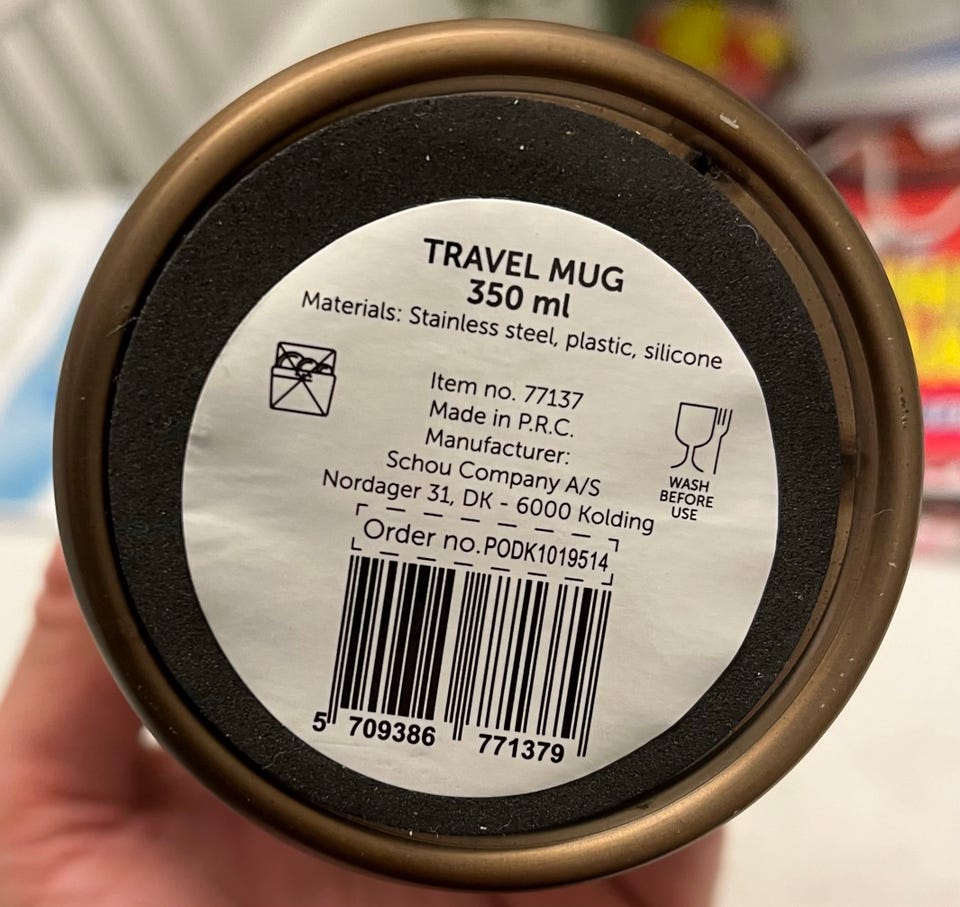 TRAVEL MUG
350 ml
Materials: Stainless steel, plastic, silicone
Item no. 77137
Made in P.R.C.
Manufacturer:
Schou Company A/S
Nordager 31, DK - 6000 Kolding
WASH
BEFORE
USE
Order no. PODK1019514
5 709386 771379